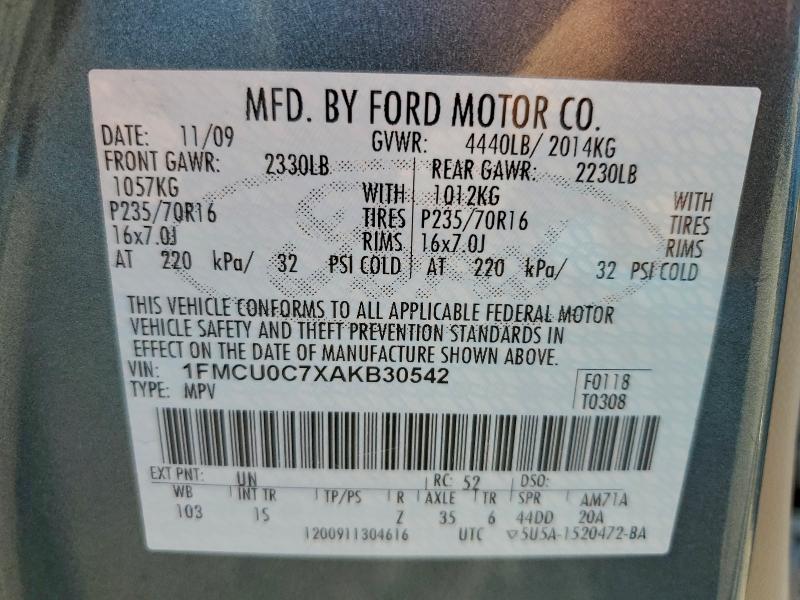 MFD. BY FORD MOTOR CO.
DATE: 11/09 GVWR: 4440LB/ 2014KG
FRONT GAWR: 2330LB REAR GAWR: 2230LB
1057KG WITH 1012KG WITH
P235/70R16 TIRES P235/70R16 TIRES
16x7.0J RIMS 16x7.0J RIMS
AT 220 kPa/ 32 PSI COLD AT 220 kPa/ 32 PSI COLD
THIS VEHICLE CONFORMS TO ALL APPLICABLE FEDERAL MOTOR
VEHICLE SAFETY AND THEFT PREVENTION STANDARDS IN
EFFECT ON THE DATE OF MANUFACTURE SHOWN ABOVE.
VIN: 1FMCU0C7XAKB30542 F0118
TYPE: MPV T0308
EXT PNT: UN RC: 52 DSO:
WB INT TR TP/PS R AXLE TR SPR AM71A
103 IS Z 35 6 44DD 20A
1200911304616 UTC ▽5U5A-1520472-BA